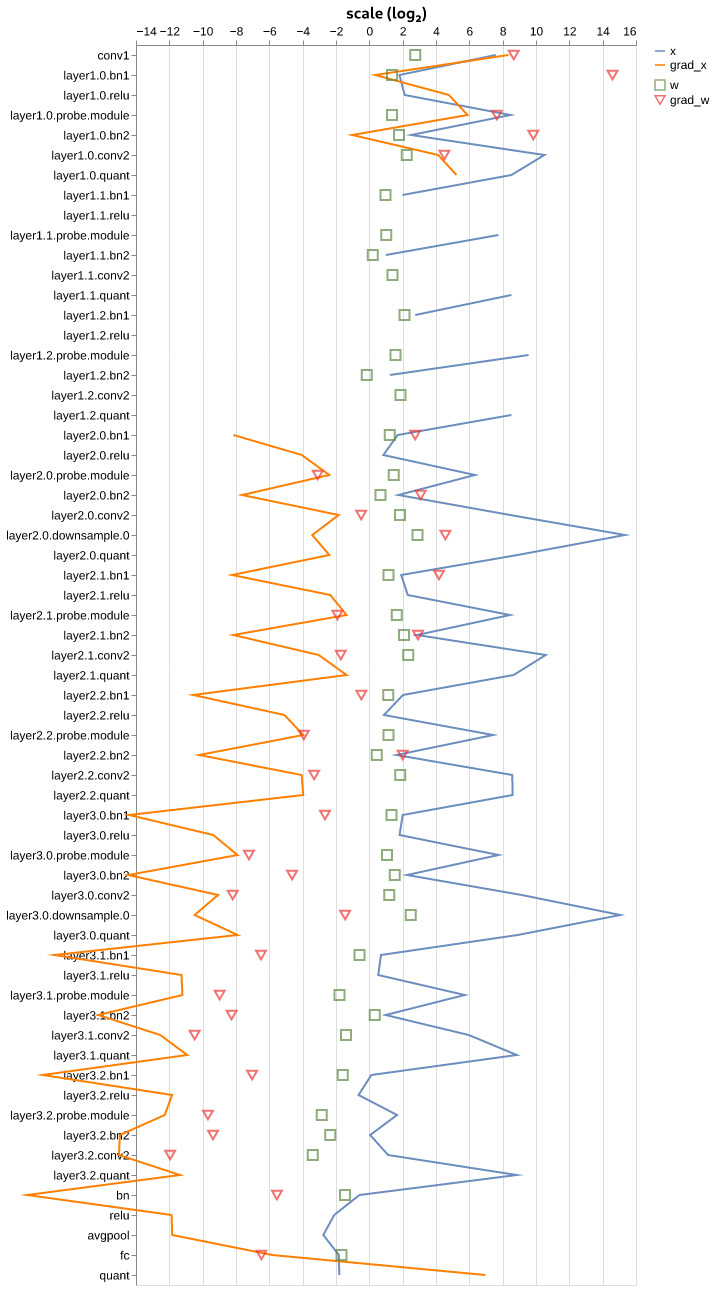 scale (log₂)
−14 −12 −10 −8 −6 −4 −2 0 2 4 6 8 10 12 14 16
x
grad_x
w
grad_w
conv1
layer1.0.bn1
layer1.0.relu
layer1.0.probe.module
layer1.0.bn2
layer1.0.conv2
layer1.0.quant
layer1.1.bn1
layer1.1.relu
layer1.1.probe.module
layer1.1.bn2
layer1.1.conv2
layer1.1.quant
layer1.2.bn1
layer1.2.relu
layer1.2.probe.module
layer1.2.bn2
layer1.2.conv2
layer1.2.quant
layer2.0.bn1
layer2.0.relu
layer2.0.probe.module
layer2.0.bn2
layer2.0.conv2
layer2.0.downsample.0
layer2.0.quant
layer2.1.bn1
layer2.1.relu
layer2.1.probe.module
layer2.1.bn2
layer2.1.conv2
layer2.1.quant
layer2.2.bn1
layer2.2.relu
layer2.2.probe.module
layer2.2.bn2
layer2.2.conv2
layer2.2.quant
layer3.0.bn1
layer3.0.relu
layer3.0.probe.module
layer3.0.bn2
layer3.0.conv2
layer3.0.downsample.0
layer3.0.quant
layer3.1.bn1
layer3.1.relu
layer3.1.probe.module
layer3.1.bn2
layer3.1.conv2
layer3.1.quant
layer3.2.bn1
layer3.2.relu
layer3.2.probe.module
layer3.2.bn2
layer3.2.conv2
layer3.2.quant
bn
relu
avgpool
fc
quant